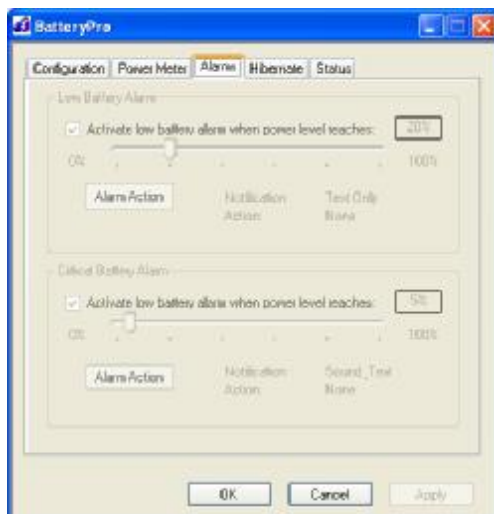 BatteryPro
Configuration Power Meter Alarms Hibernate Status
Low Battery Alarm
Activate low battery alarm when power level reaches: 20%
0% 100%
Alarm Action Notification Text Only
Action None
Critical Battery Alarm
Activate low battery alarm when power level reaches: 5%
0% 100%
Alarm Action Notification Sound_Text
Action None
OK Cancel Apply